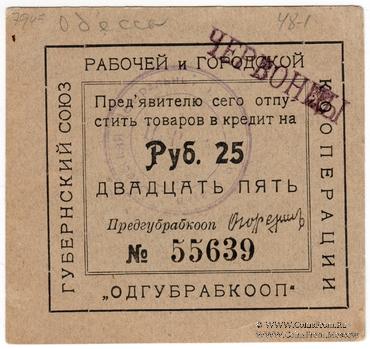 Одесса
48-1
ЧЕРВОНЦЫ
РАБОЧЕЙ и ГОРОДСКОЙ
ГУБЕРНСКИЙ СОЮЗ
КООПЕРАЦИИ
Пред'явителю сего отпу-
стить товаров в кредит на
Руб. 25
ДВАДЦАТЬ ПЯТЬ
Предгубрабкооп
№ 55639
„ОДГУБРАБКООП“